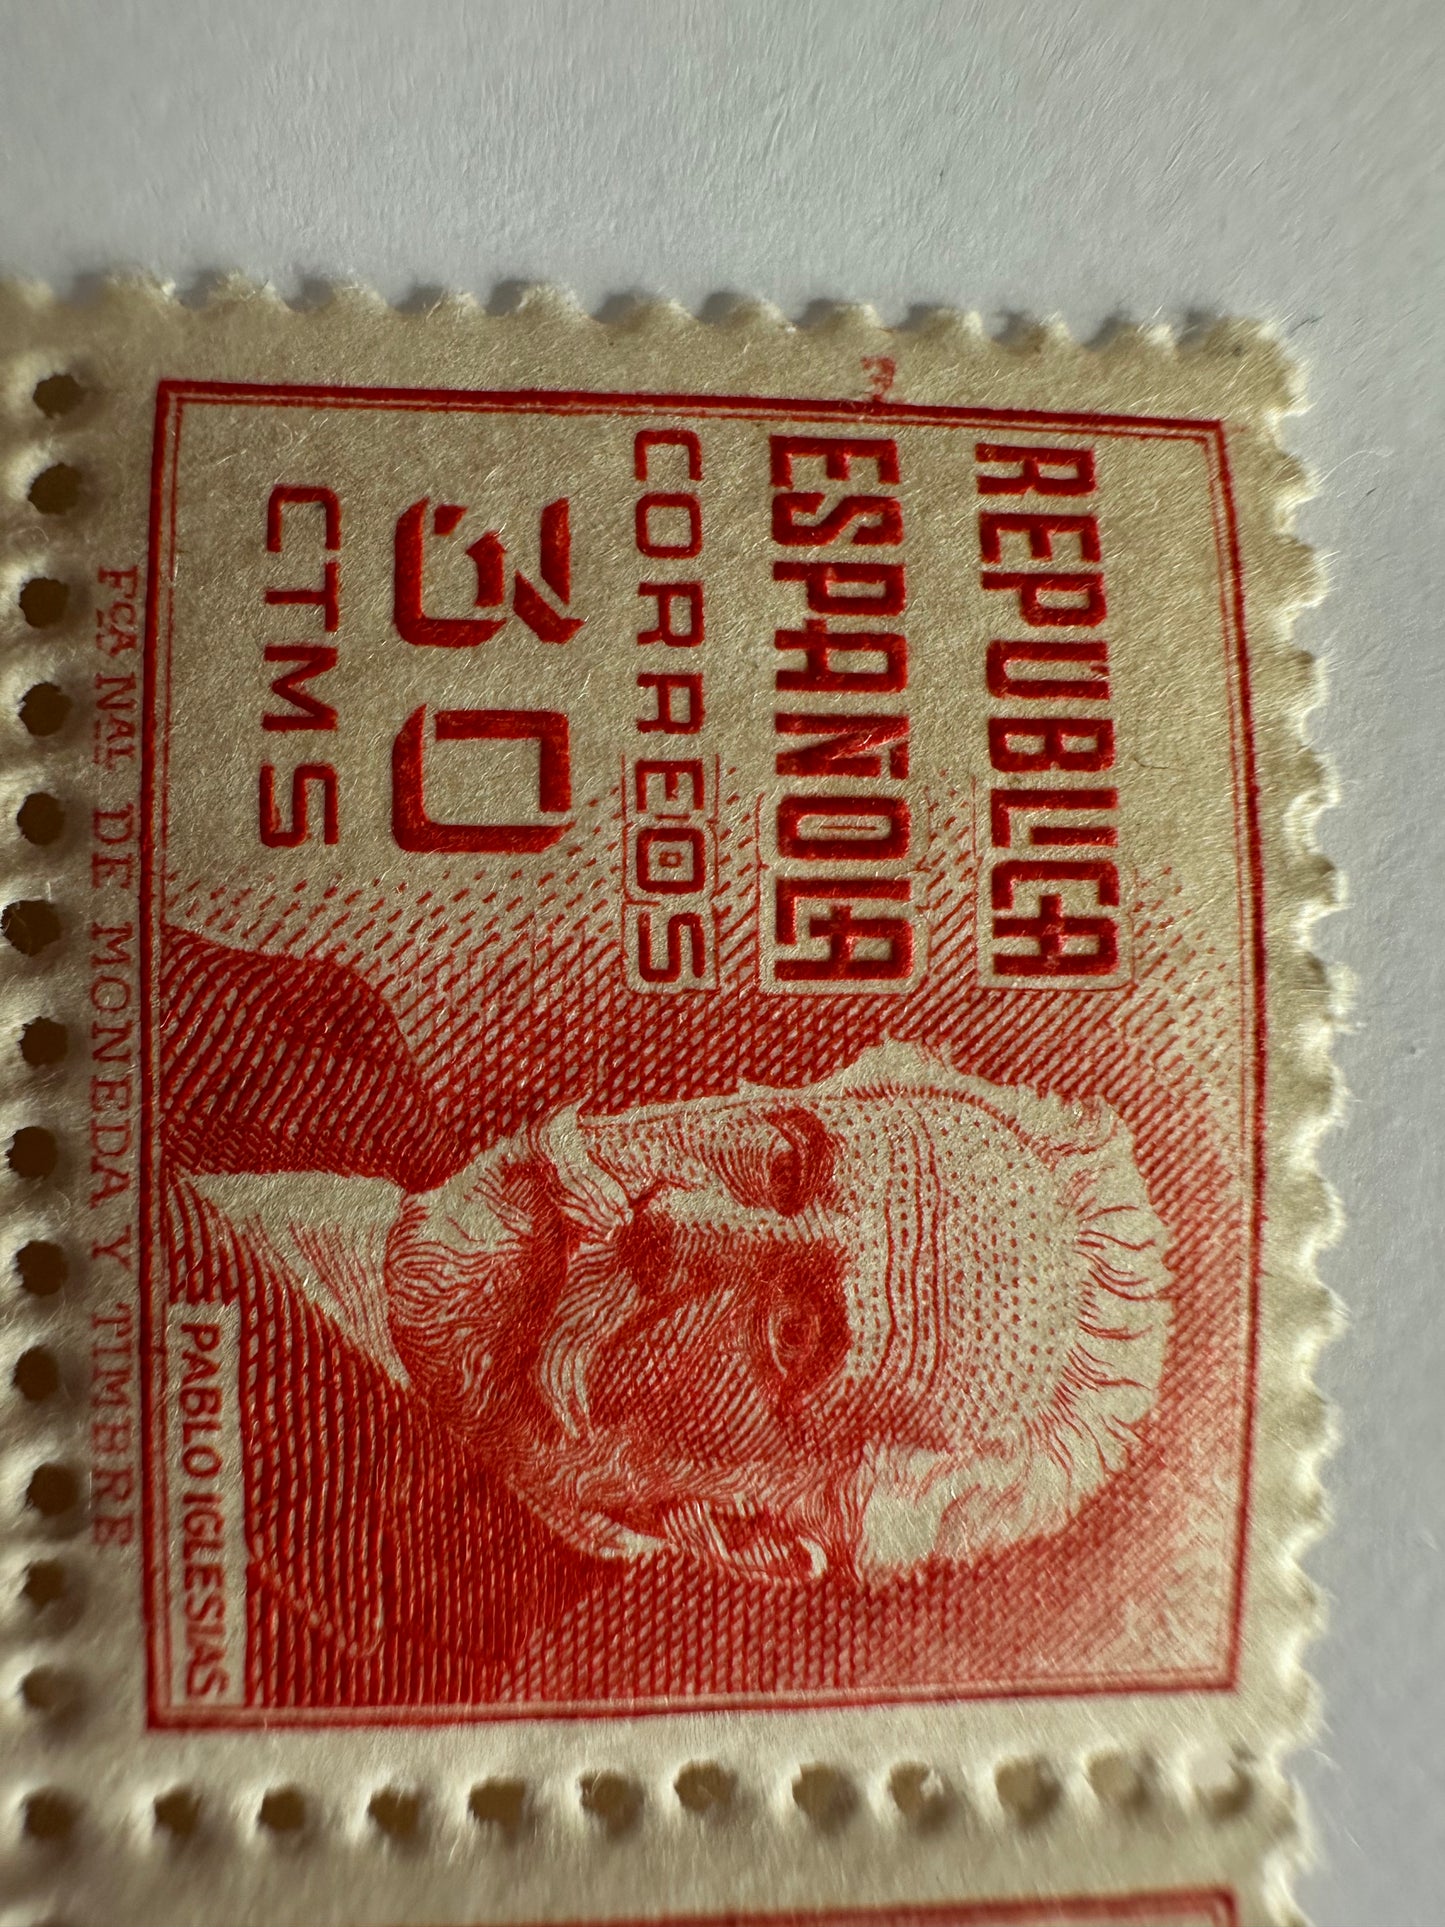 REPUBLICA
ESPAÑOLA
CORREOS
30
CTMS
PABLO IGLESIAS
FCA NAL DE MONEDA Y TIMBRE